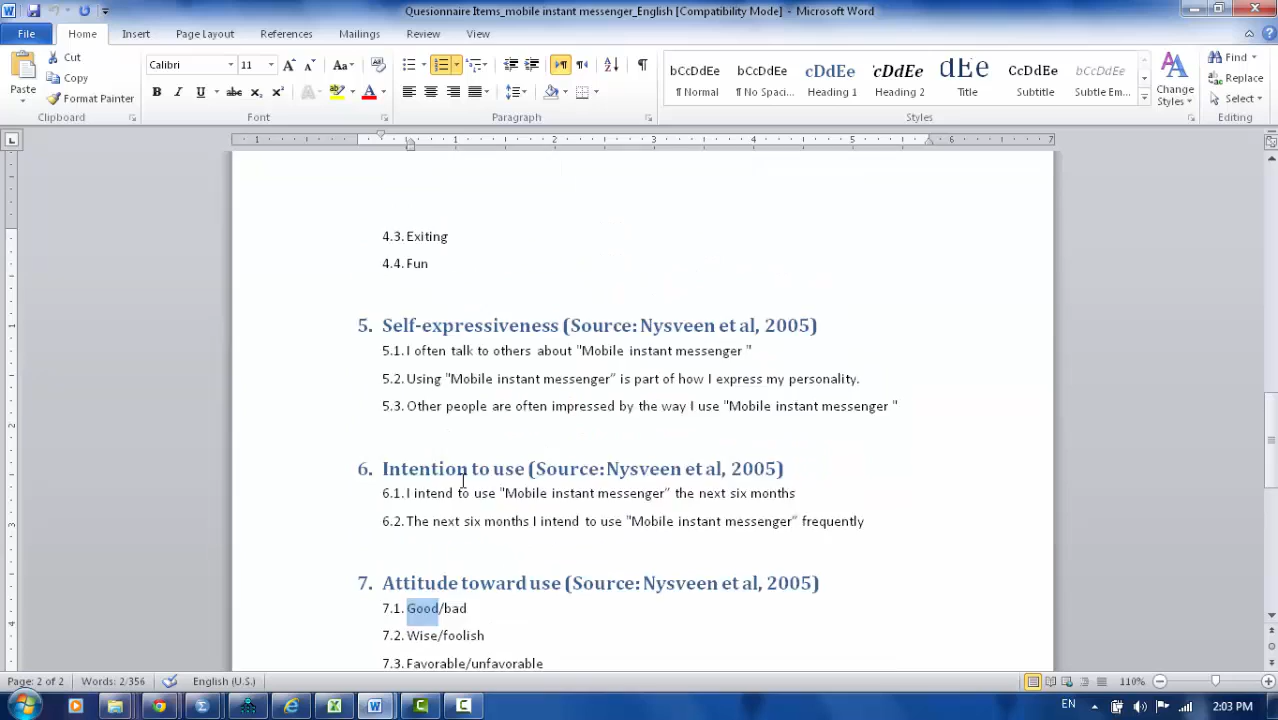 Quesionnaire Items_mobile instant messenger_English [Compatibility Mode] - Microsoft Word
File Home Insert Page Layout References Mailings Review View
Paste
Cut
Copy
Format Painter
Clipboard
Calibri 11
Font
Paragraph
bCcDdEe bCcDdEe cDdEe cDdEe dEe CcDdEe bCcDdEe
¶ Normal ¶ No Spaci... Heading 1 Heading 2 Title Subtitle Subtle Em...
Change
Styles
Styles
Find
Replace
Select
Editing
4.3. Exiting
4.4. Fun
5. Self-expressiveness (Source: Nysveen et al, 2005)
5.1. I often talk to others about "Mobile instant messenger "
5.2. Using "Mobile instant messenger" is part of how I express my personality.
5.3. Other people are often impressed by the way I use "Mobile instant messenger "
6. Intention to use (Source: Nysveen et al, 2005)
6.1. I intend to use "Mobile instant messenger" the next six months
6.2. The next six months I intend to use "Mobile instant messenger" frequently
7. Attitude toward use (Source: Nysveen et al, 2005)
7.1. Good/bad
7.2. Wise/foolish
7.3. Favorable/unfavorable
Page: 2 of 2 Words: 2/356 English (U.S.) 110%
EN 2:03 PM